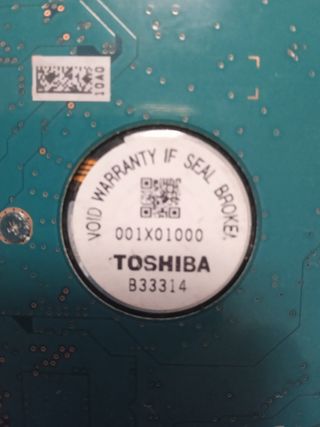 10A0
VOID WARRANTY IF SEAL BROKEN
001X01000
TOSHIBA
B33314